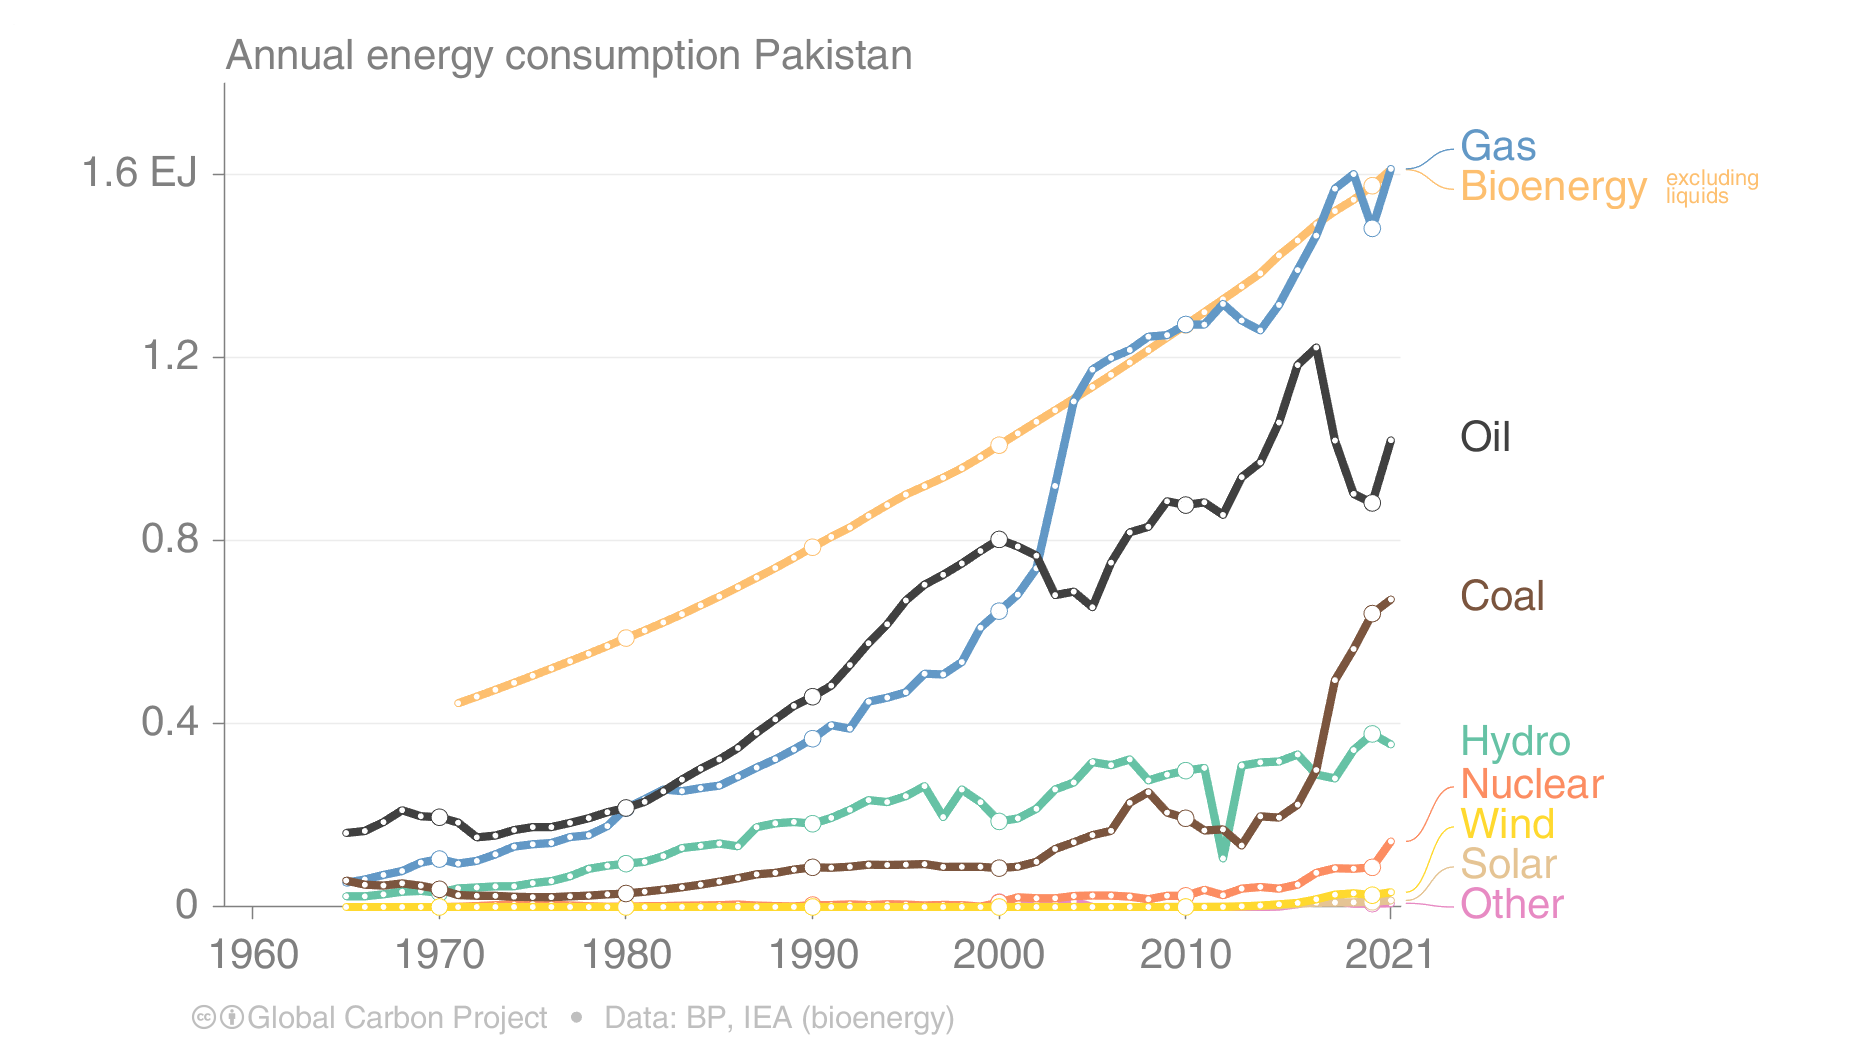 Annual energy consumption Pakistan
1.6 EJ
1.2
0.8
0.4
0
1960 1970 1980 1990 2000 2010 2021
Gas
Bioenergy excluding
liquids
Oil
Coal
Hydro
Nuclear
Wind
Solar
Other
cc Global Carbon Project • Data: BP, IEA (bioenergy)